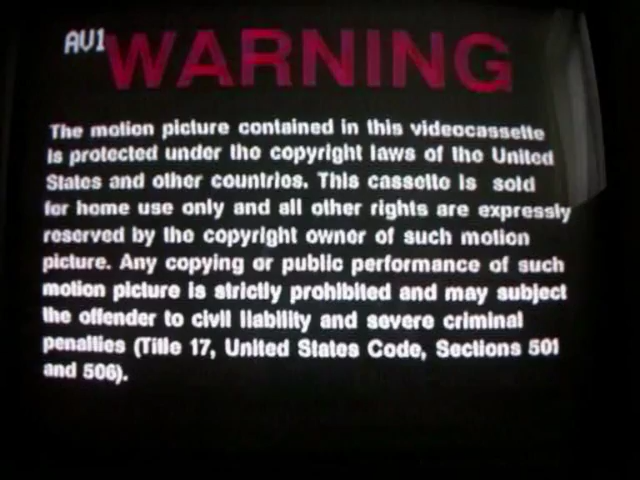 AV1
WARNING
The motion picture contained in this videocassette
is protected under the copyright laws of the United
States and other countries. This cassette is sold
for home use only and all other rights are expressly
reserved by the copyright owner of such motion
picture. Any copying or public performance of such
motion picture is strictly prohibited and may subject
the offender to civil liability and severe criminal
penalties (Title 17, United States Code, Sections 501
and 506).